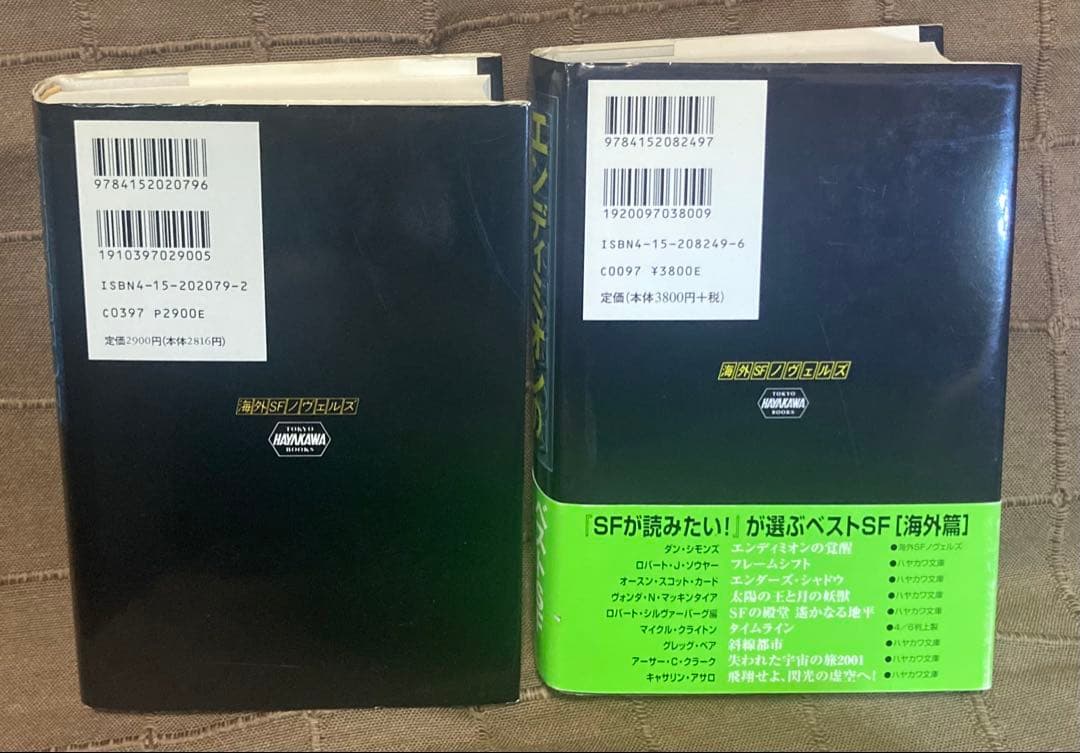 9784152020796
1910397029005
ISBN4-15-202079-2
C0397 P2900E
定価2900円(本体2816円)
海外SFノヴェルズ
TOKYO
HAYAKAWA
BOOKS
エンディミオンの
9784152082497
1920097038009
ISBN4-15-208249-6
C0097 ¥3800E
定価(本体3800円+税)
海外SFノヴェルズ
TOKYO
HAYAKAWA
BOOKS
『SFが読みたい!』が選ぶベストSF[海外篇]
ダン・シモンズ エンディミオンの覚醒 ●海外SFノヴェルズ
ロバート・J・ソウヤー フレームシフト ●ハヤカワ文庫
オースン・スコット・カード エンダーズ・シャドウ ●ハヤカワ文庫
ヴォンダ・N・マッキンタイア 太陽の王と月の妖獣 ●ハヤカワ文庫
ロバート・シルヴァーバーグ編 SFの殿堂 遥かなる地平 ●ハヤカワ文庫
マイクル・クライトン タイムライン ●4/6判上製
グレッグ・ベア 斜線都市 ●ハヤカワ文庫
アーサー・C・クラーク 失われた宇宙の旅2001 ●ハヤカワ文庫
キャサリン・アサロ 飛翔せよ、閃光の虚空へ! ●ハヤカワ文庫